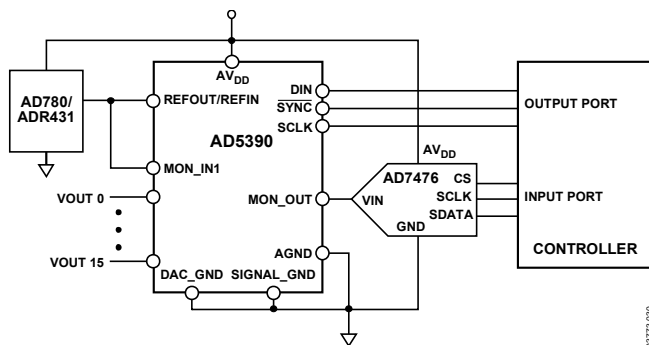 AVDD
AD780/
ADR431
REFOUT/REFIN
DIN
SYNC
SCLK
OUTPUT PORT
AD5390
MON_IN1
AVDD
AD7476
CS
SCLK
SDATA
VIN
GND
INPUT PORT
VOUT 0
MON_OUT
VOUT 15
AGND
CONTROLLER
DAC_GND
SIGNAL_GND